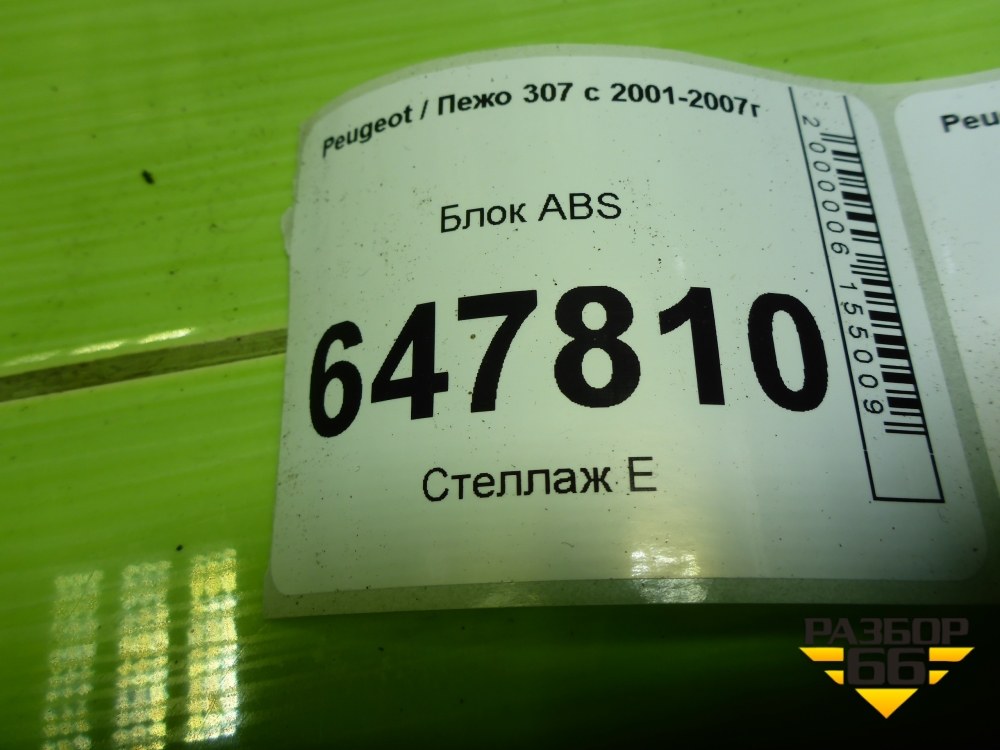 Peugeot / Пежо 307 с 2001-2007г
Блок ABS
647810
Стеллаж Е
2000006155009
Peu
РАЗБОР
66